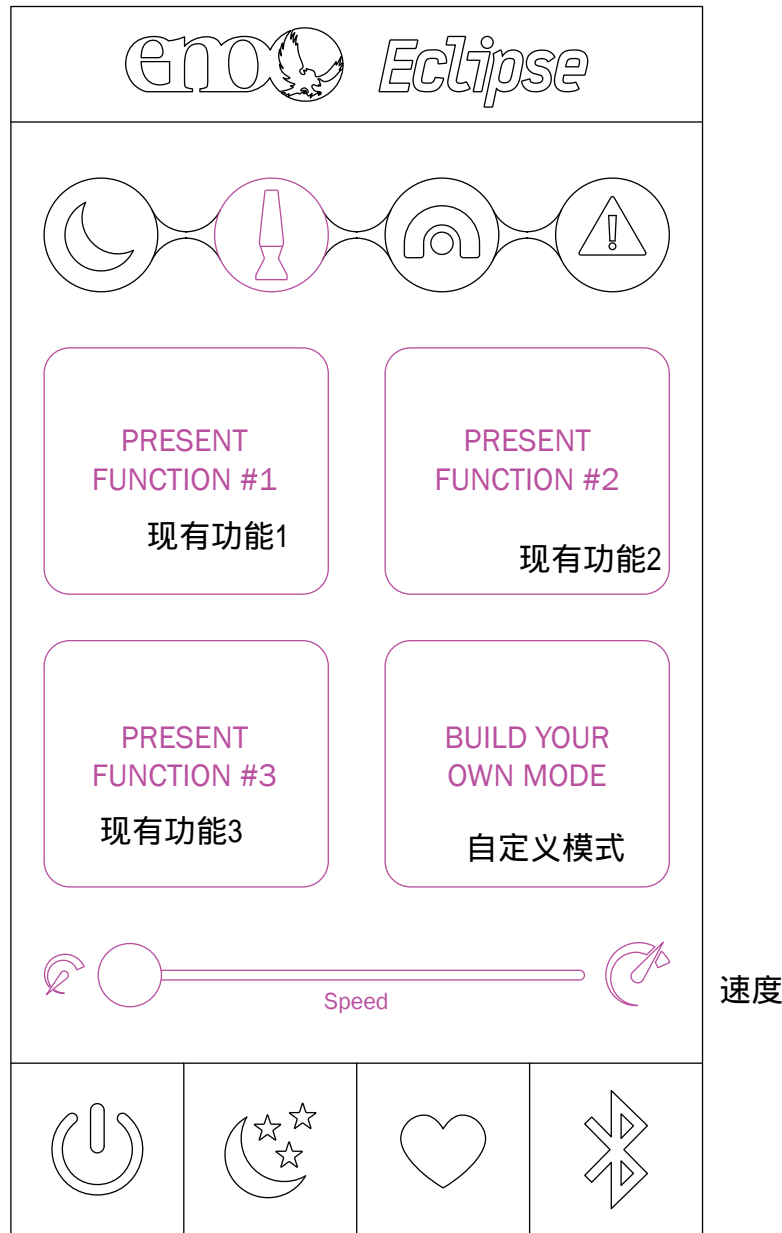 eno Eclipse
PRESENT
FUNCTION #1
现有功能1
PRESENT
FUNCTION #2
现有功能2
PRESENT
FUNCTION #3
现有功能3
BUILD YOUR
OWN MODE
自定义模式
Speed
速度